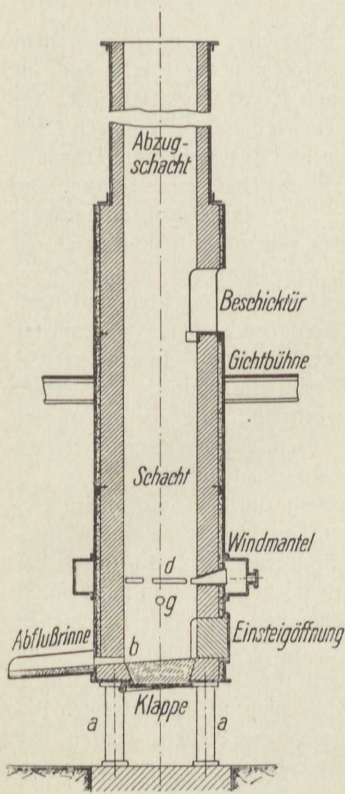 Abzug-
schacht
Beschicktür
Gichtbühne
Schacht
Windmantel
d
g
Einsteigöffnung
Abflußrinne
b
Klappe
a
a